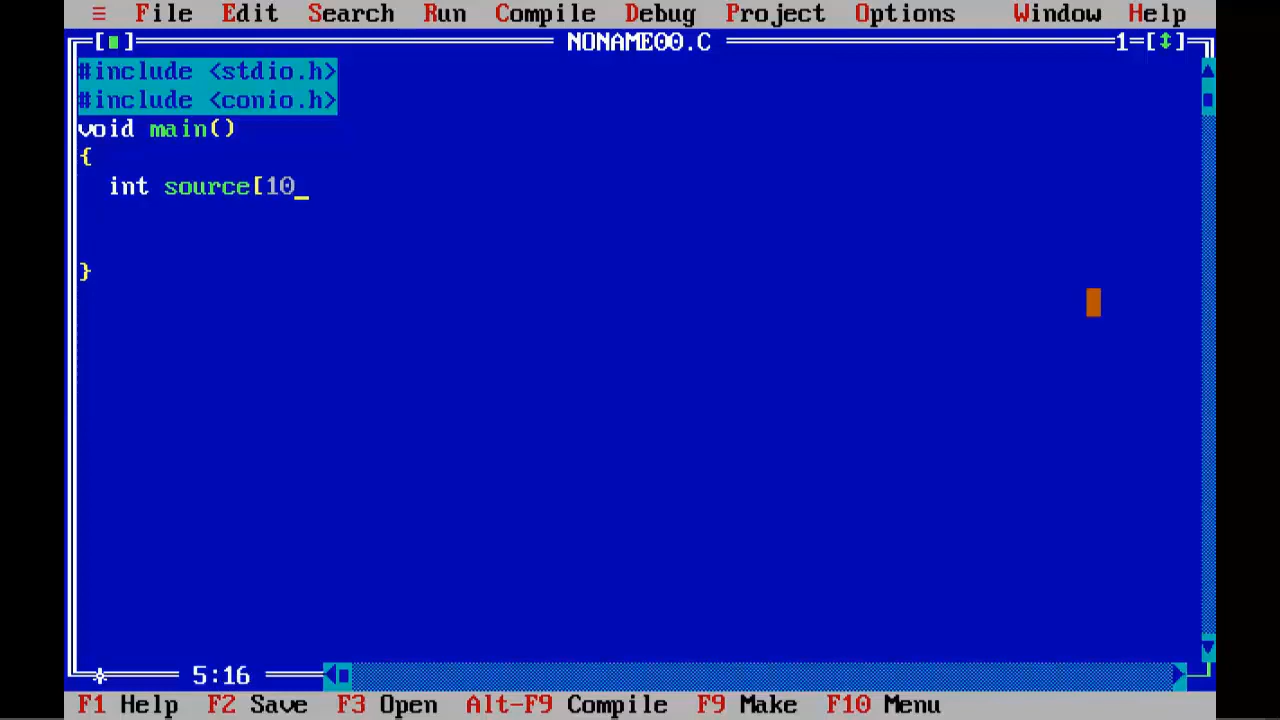 ≡ File Edit Search Run Compile Debug Project Options Window Help
[■] NONAME00.C 1=[↕]
#include <stdio.h>
#include <conio.h>
void main()
{
int source[10_
}
* 5:16
F1 Help F2 Save F3 Open Alt-F9 Compile F9 Make F10 Menu